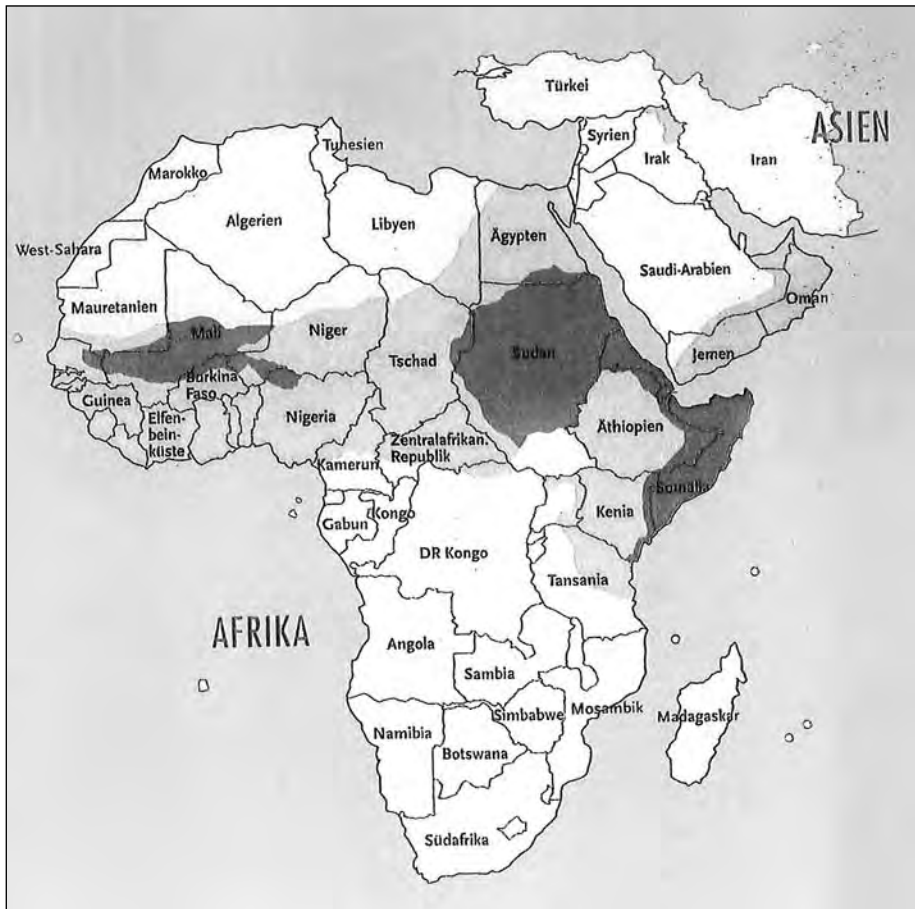 Türkei
ASIEN
Tunesien
Syrien
Irak
Iran
Marokko
Algerien
Libyen
Ägypten
West-Sahara
Saudi-Arabien
Mauretanien
Oman
Mali
Niger
Sudan
Jemen
Tschad
Burkina
Faso
Guinea
Nigeria
Äthiopien
Elfen-
bein-
küste
Zentralafrikan.
Republik
Kamerun
Somalia
Kongo
Gabun
Kenia
DR Kongo
Tansania
AFRIKA
Angola
Sambia
Simbabwe
Mosambik
Madagaskar
Namibia
Botswana
Südafrika